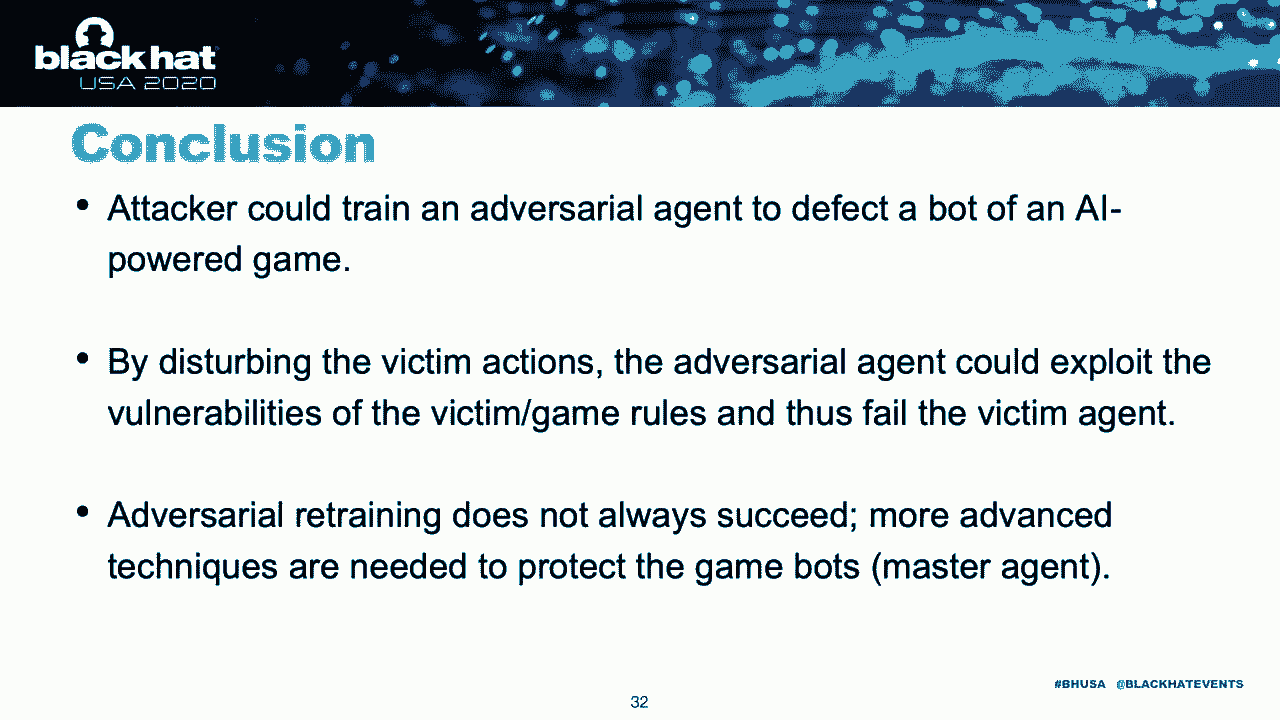 black hat
USA 2020
Conclusion
• Attacker could train an adversarial agent to defect a bot of an AI-
powered game.
• By disturbing the victim actions, the adversarial agent could exploit the
vulnerabilities of the victim/game rules and thus fail the victim agent.
• Adversarial retraining does not always succeed; more advanced
techniques are needed to protect the game bots (master agent).
#BHUSA @BLACKHATEVENTS
32